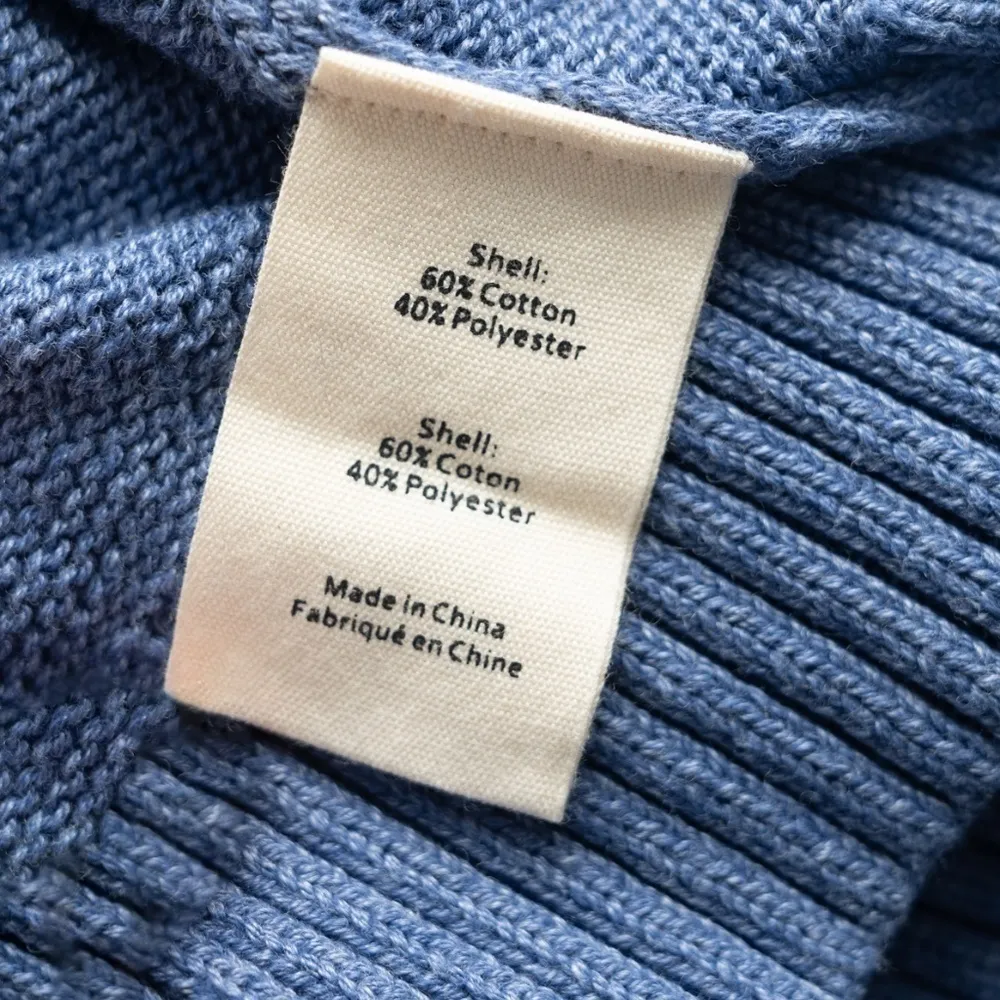 Shell:
60% Cotton
40% Polyester
Shell:
60% Coton
40% Polyester
Made in China
Fabriqué en Chine